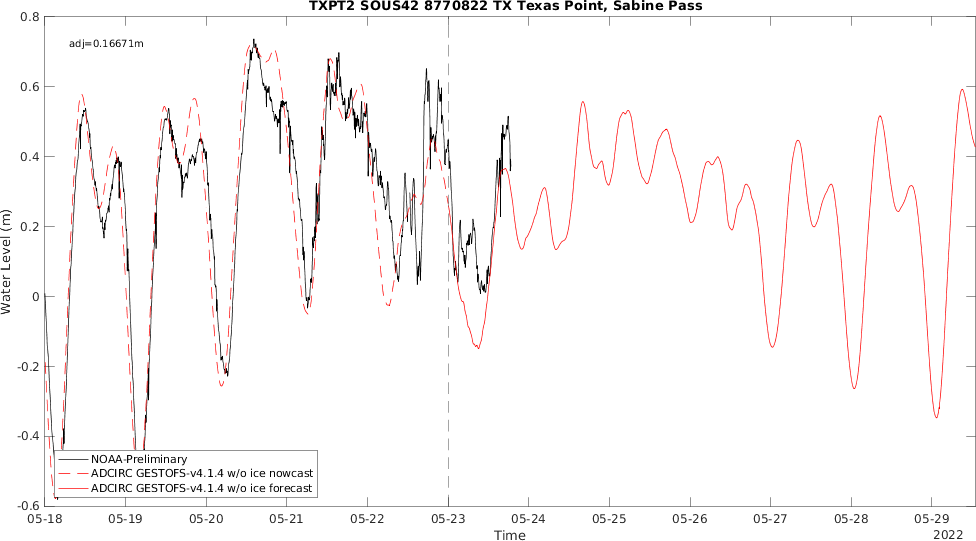 TXPT2 SOUS42 8770822 TX Texas Point, Sabine Pass
adj=0.16671m
0.8
0.6
0.4
0.2
0
-0.2
-0.4
-0.6
Water Level (m)
NOAA-Preliminary
ADCIRC GESTOFS-v4.1.4 w/o ice nowcast
ADCIRC GESTOFS-v4.1.4 w/o ice forecast
05-18 05-19 05-20 05-21 05-22 05-23 05-24 05-25 05-26 05-27 05-28 05-29
Time
2022